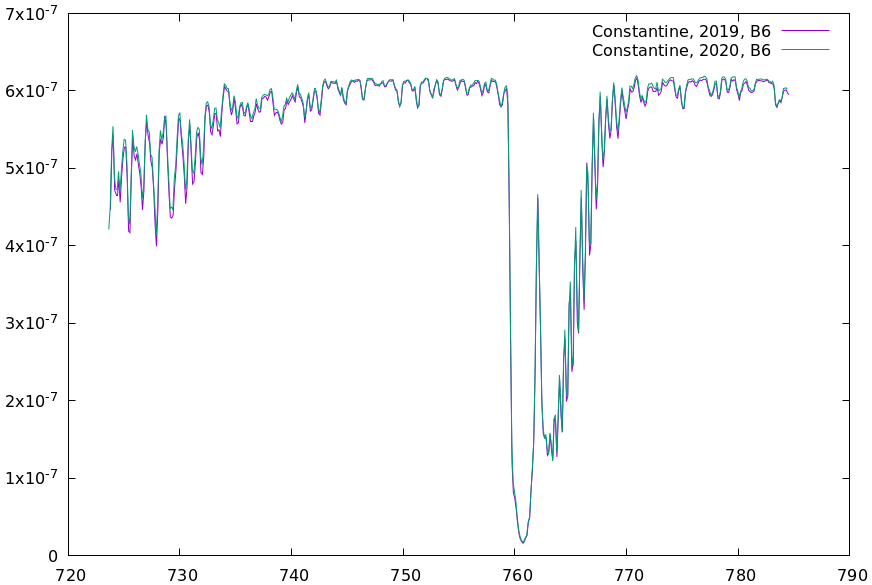 7x10-7
6x10-7
5x10-7
4x10-7
3x10-7
2x10-7
1x10-7
0
Constantine, 2019, B6
Constantine, 2020, B6
720 730 740 750 760 770 780 790